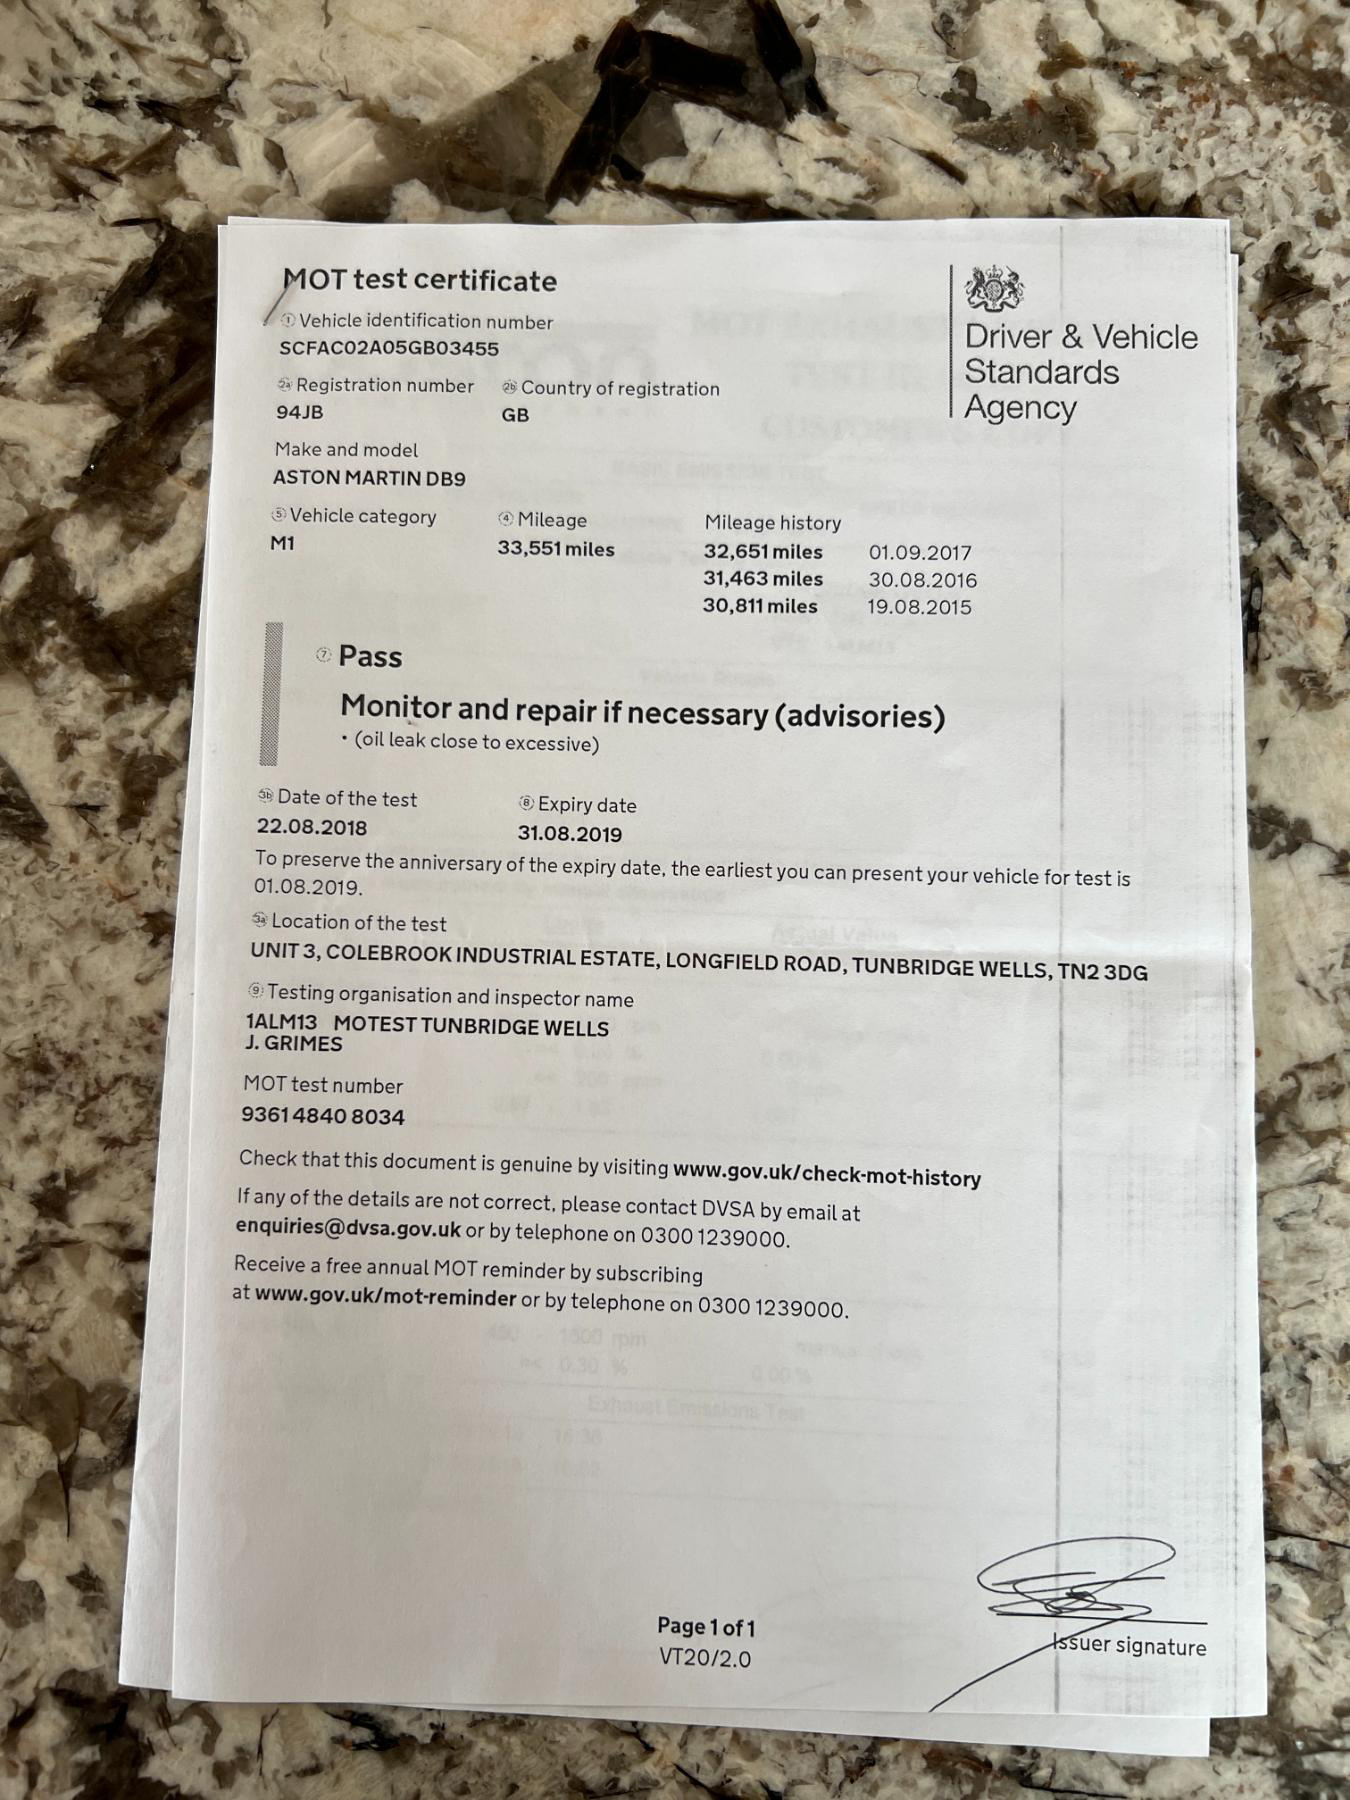 MOT test certificate
Driver & Vehicle
Standards
Agency
1 Vehicle identification number
SCFAC02A05GB03455
2a Registration number 2b Country of registration
94JB GB
Make and model
ASTON MARTIN DB9
5 Vehicle category 4 Mileage Mileage history
M1 33,551 miles 32,651 miles 01.09.2017
31,463 miles 30.08.2016
30,811 miles 19.08.2015
7 Pass
Monitor and repair if necessary (advisories)
• (oil leak close to excessive)
3b Date of the test 8 Expiry date
22.08.2018 31.08.2019
To preserve the anniversary of the expiry date, the earliest you can present your vehicle for test is
01.08.2019.
3a Location of the test
UNIT 3, COLEBROOK INDUSTRIAL ESTATE, LONGFIELD ROAD, TUNBRIDGE WELLS, TN2 3DG
9 Testing organisation and inspector name
1ALM13 MOTEST TUNBRIDGE WELLS
J. GRIMES
MOT test number
9361 4840 8034
Check that this document is genuine by visiting www.gov.uk/check-mot-history
If any of the details are not correct, please contact DVSA by email at
enquiries@dvsa.gov.uk or by telephone on 0300 1239000.
Receive a free annual MOT reminder by subscribing
at www.gov.uk/mot-reminder or by telephone on 0300 1239000.
450 - 1500 rpm
0.30 % 0.00 %
Exhaust Emissions Test
Page 1 of 1
VT20/2.0
Issuer signature